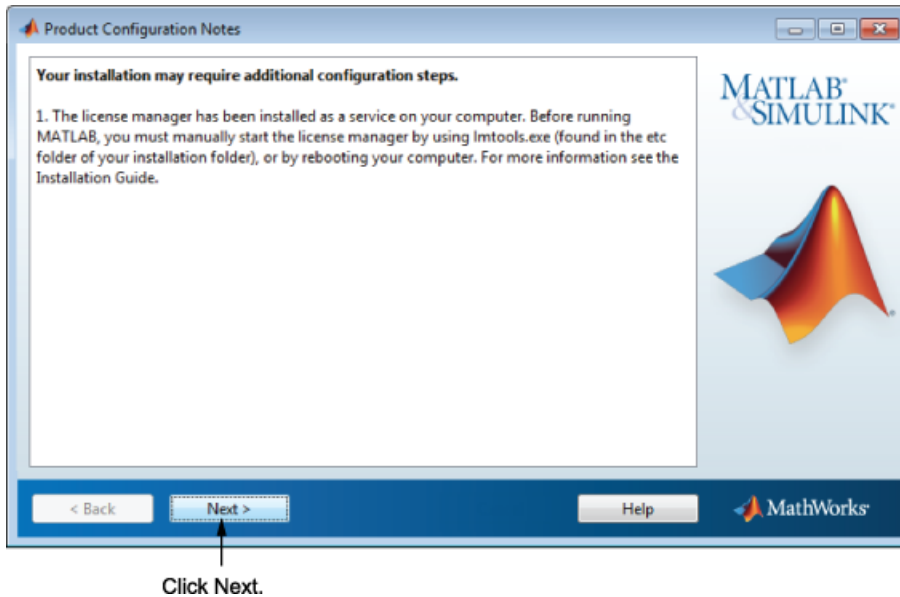 Product Configuration Notes
Your installation may require additional configuration steps.
1. The license manager has been installed as a service on your computer. Before running
MATLAB, you must manually start the license manager by using lmtools.exe (found in the etc
folder of your installation folder), or by rebooting your computer. For more information see the
Installation Guide.
MATLAB®
&SIMULINK®
< Back
Next >
Help
MathWorks®
Click Next.